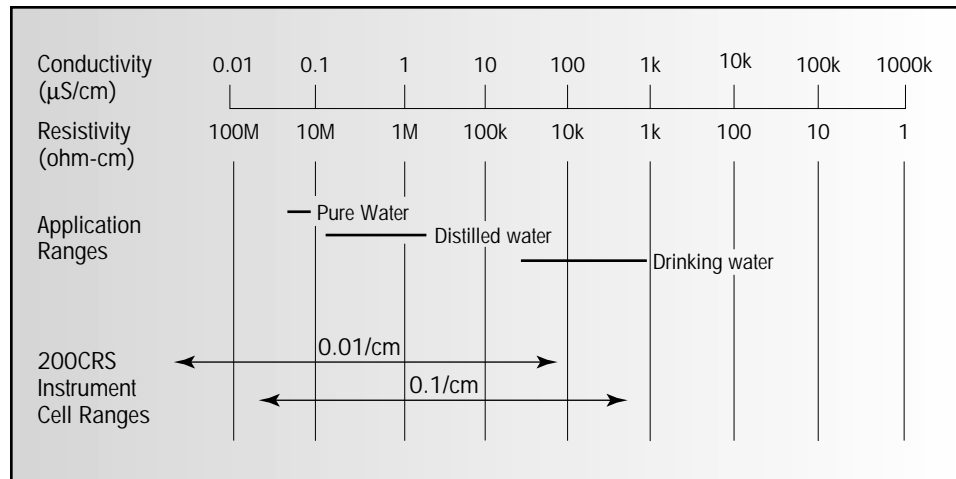 Conductivity 0.01 0.1 1 10 100 1k 10k 100k 1000k
(µS/cm)
Resistivity 100M 10M 1M 100k 10k 1k 100 10 1
(ohm-cm)
Pure Water
Application
Distilled water
Ranges
Drinking water
0.01/cm
200CRS
Instrument
0.1/cm
Cell Ranges